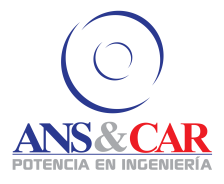 ANS&CAR
POTENCIA EN INGENIERÍA